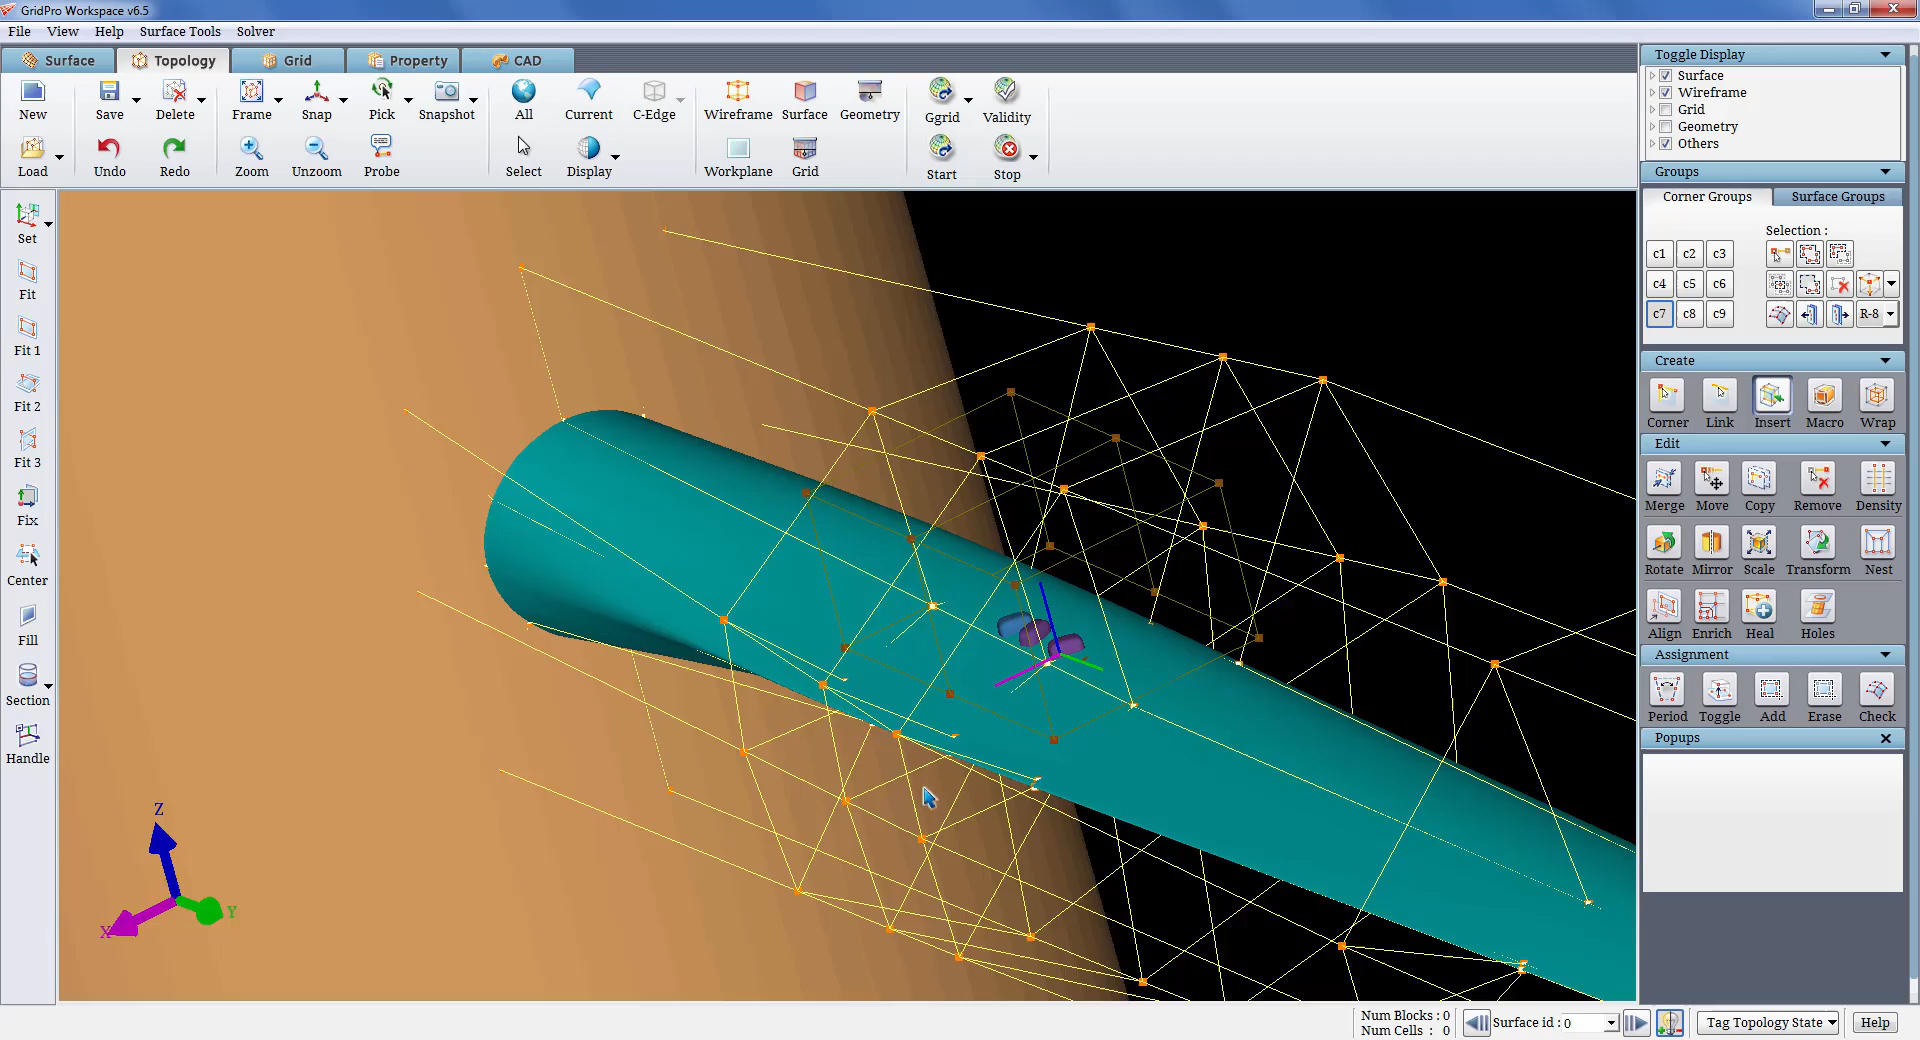 GridPro Workspace v6.5
File View Help Surface Tools Solver
Surface Topology Grid Property CAD
New Save Delete Frame Snap Pick Snapshot All Current C-Edge Wireframe Surface Geometry Ggrid Validity
Load Undo Redo Zoom Unzoom Probe Select Display Workplane Grid Start Stop
Set
Fit
Fit 1
Fit 2
Fit 3
Fix
Center
Fill
Section
Handle
Z
Y
X
Toggle Display
Surface
Wireframe
Grid
Geometry
Others
Groups
Corner Groups Surface Groups
Selection :
c1 c2 c3
c4 c5 c6
c7 c8 c9 R-8
Create
Corner Link Insert Macro Wrap
Edit
Merge Move Copy Remove Density
Rotate Mirror Scale Transform Nest
Align Enrich Heal Holes
Assignment
Period Toggle Add Erase Check
Popups
Num Blocks : 0
Num Cells : 0
Surface id : 0
Tag Topology State
Help